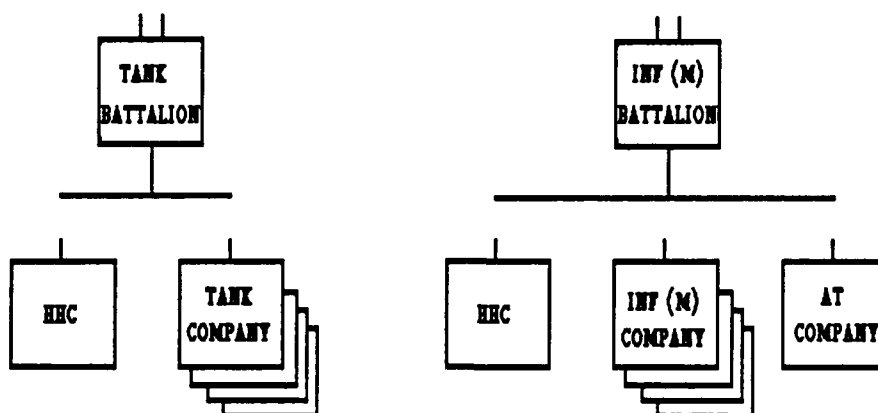 TANK
BATTALION
INF (M)
BATTALION
HHC
TANK
COMPANY
HHC
INF (M)
COMPANY
AT
COMPANY